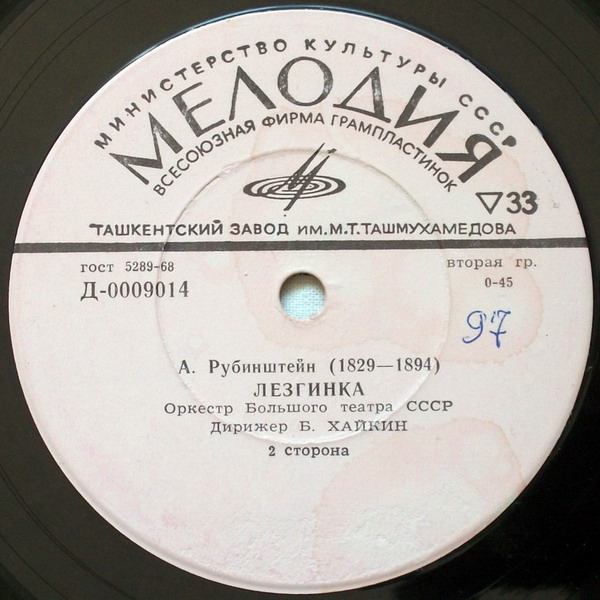 МИНИСТЕРСТВО КУЛЬТУРЫ СССР
МЕЛОДИЯ
ВСЕСОЮЗНАЯ ФИРМА ГРАМПЛАСТИНОК
▽33
ТАШКЕНТСКИЙ ЗАВОД ИМ. М.Т. ТАШМУХАМЕДОВА
гост 5289-68
вторая гр.
Д-0009014
0-45
97
А. Рубинштейн (1829—1894)
ЛЕЗГИНКА
Оркестр Большого театра СССР
Дирижер Б. ХАЙКИН
2 сторона